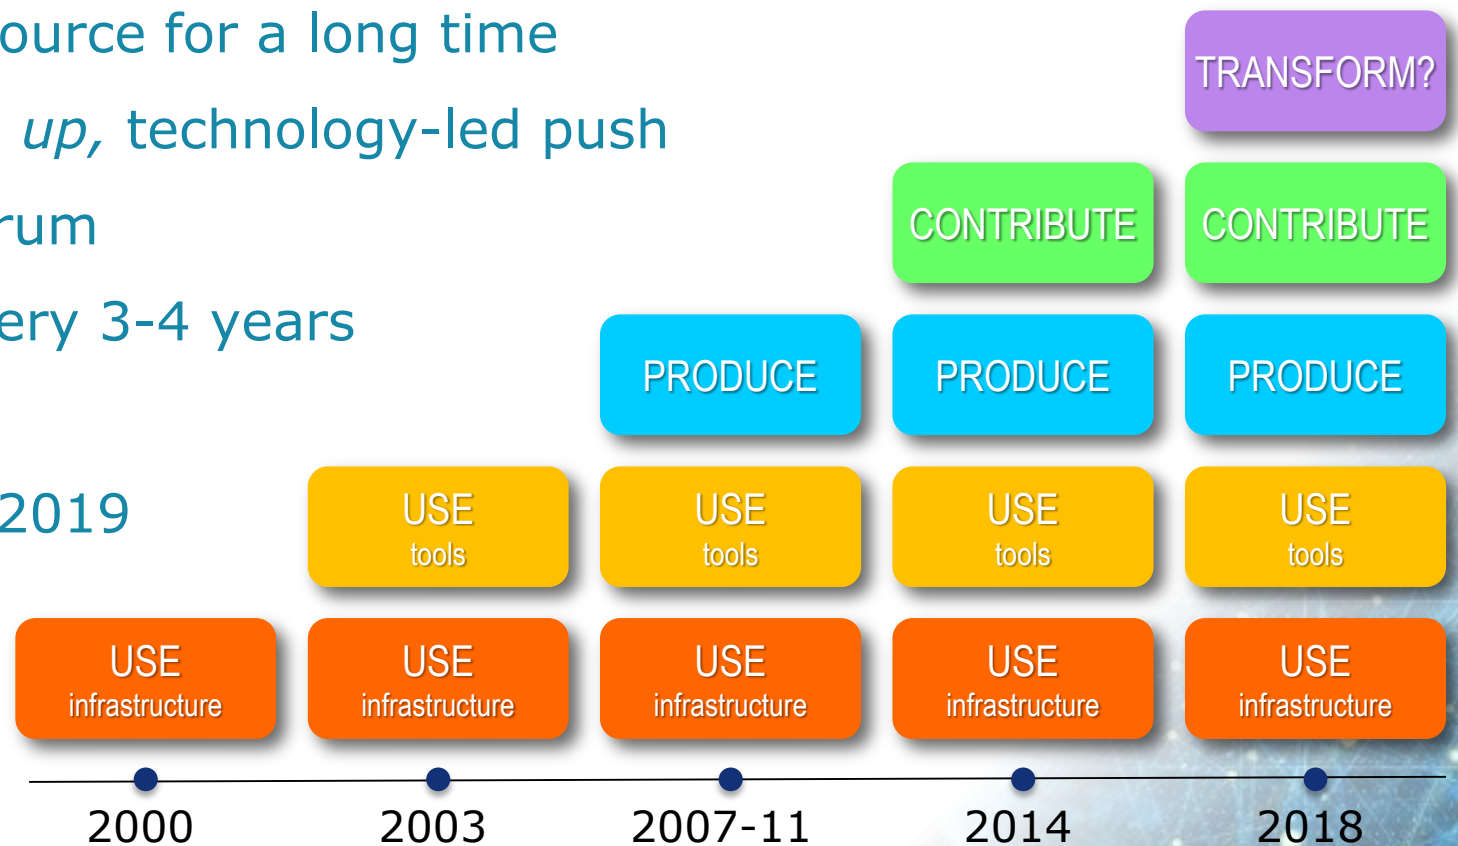 ource for a long time
up, technology-led push
rum
ery 3-4 years
2019
TRANSFORM?
CONTRIBUTE CONTRIBUTE
PRODUCE PRODUCE PRODUCE
USE USE USE USE
tools tools tools tools
USE USE USE USE USE
infrastructure infrastructure infrastructure infrastructure infrastructure
2000 2003 2007-11 2014 2018